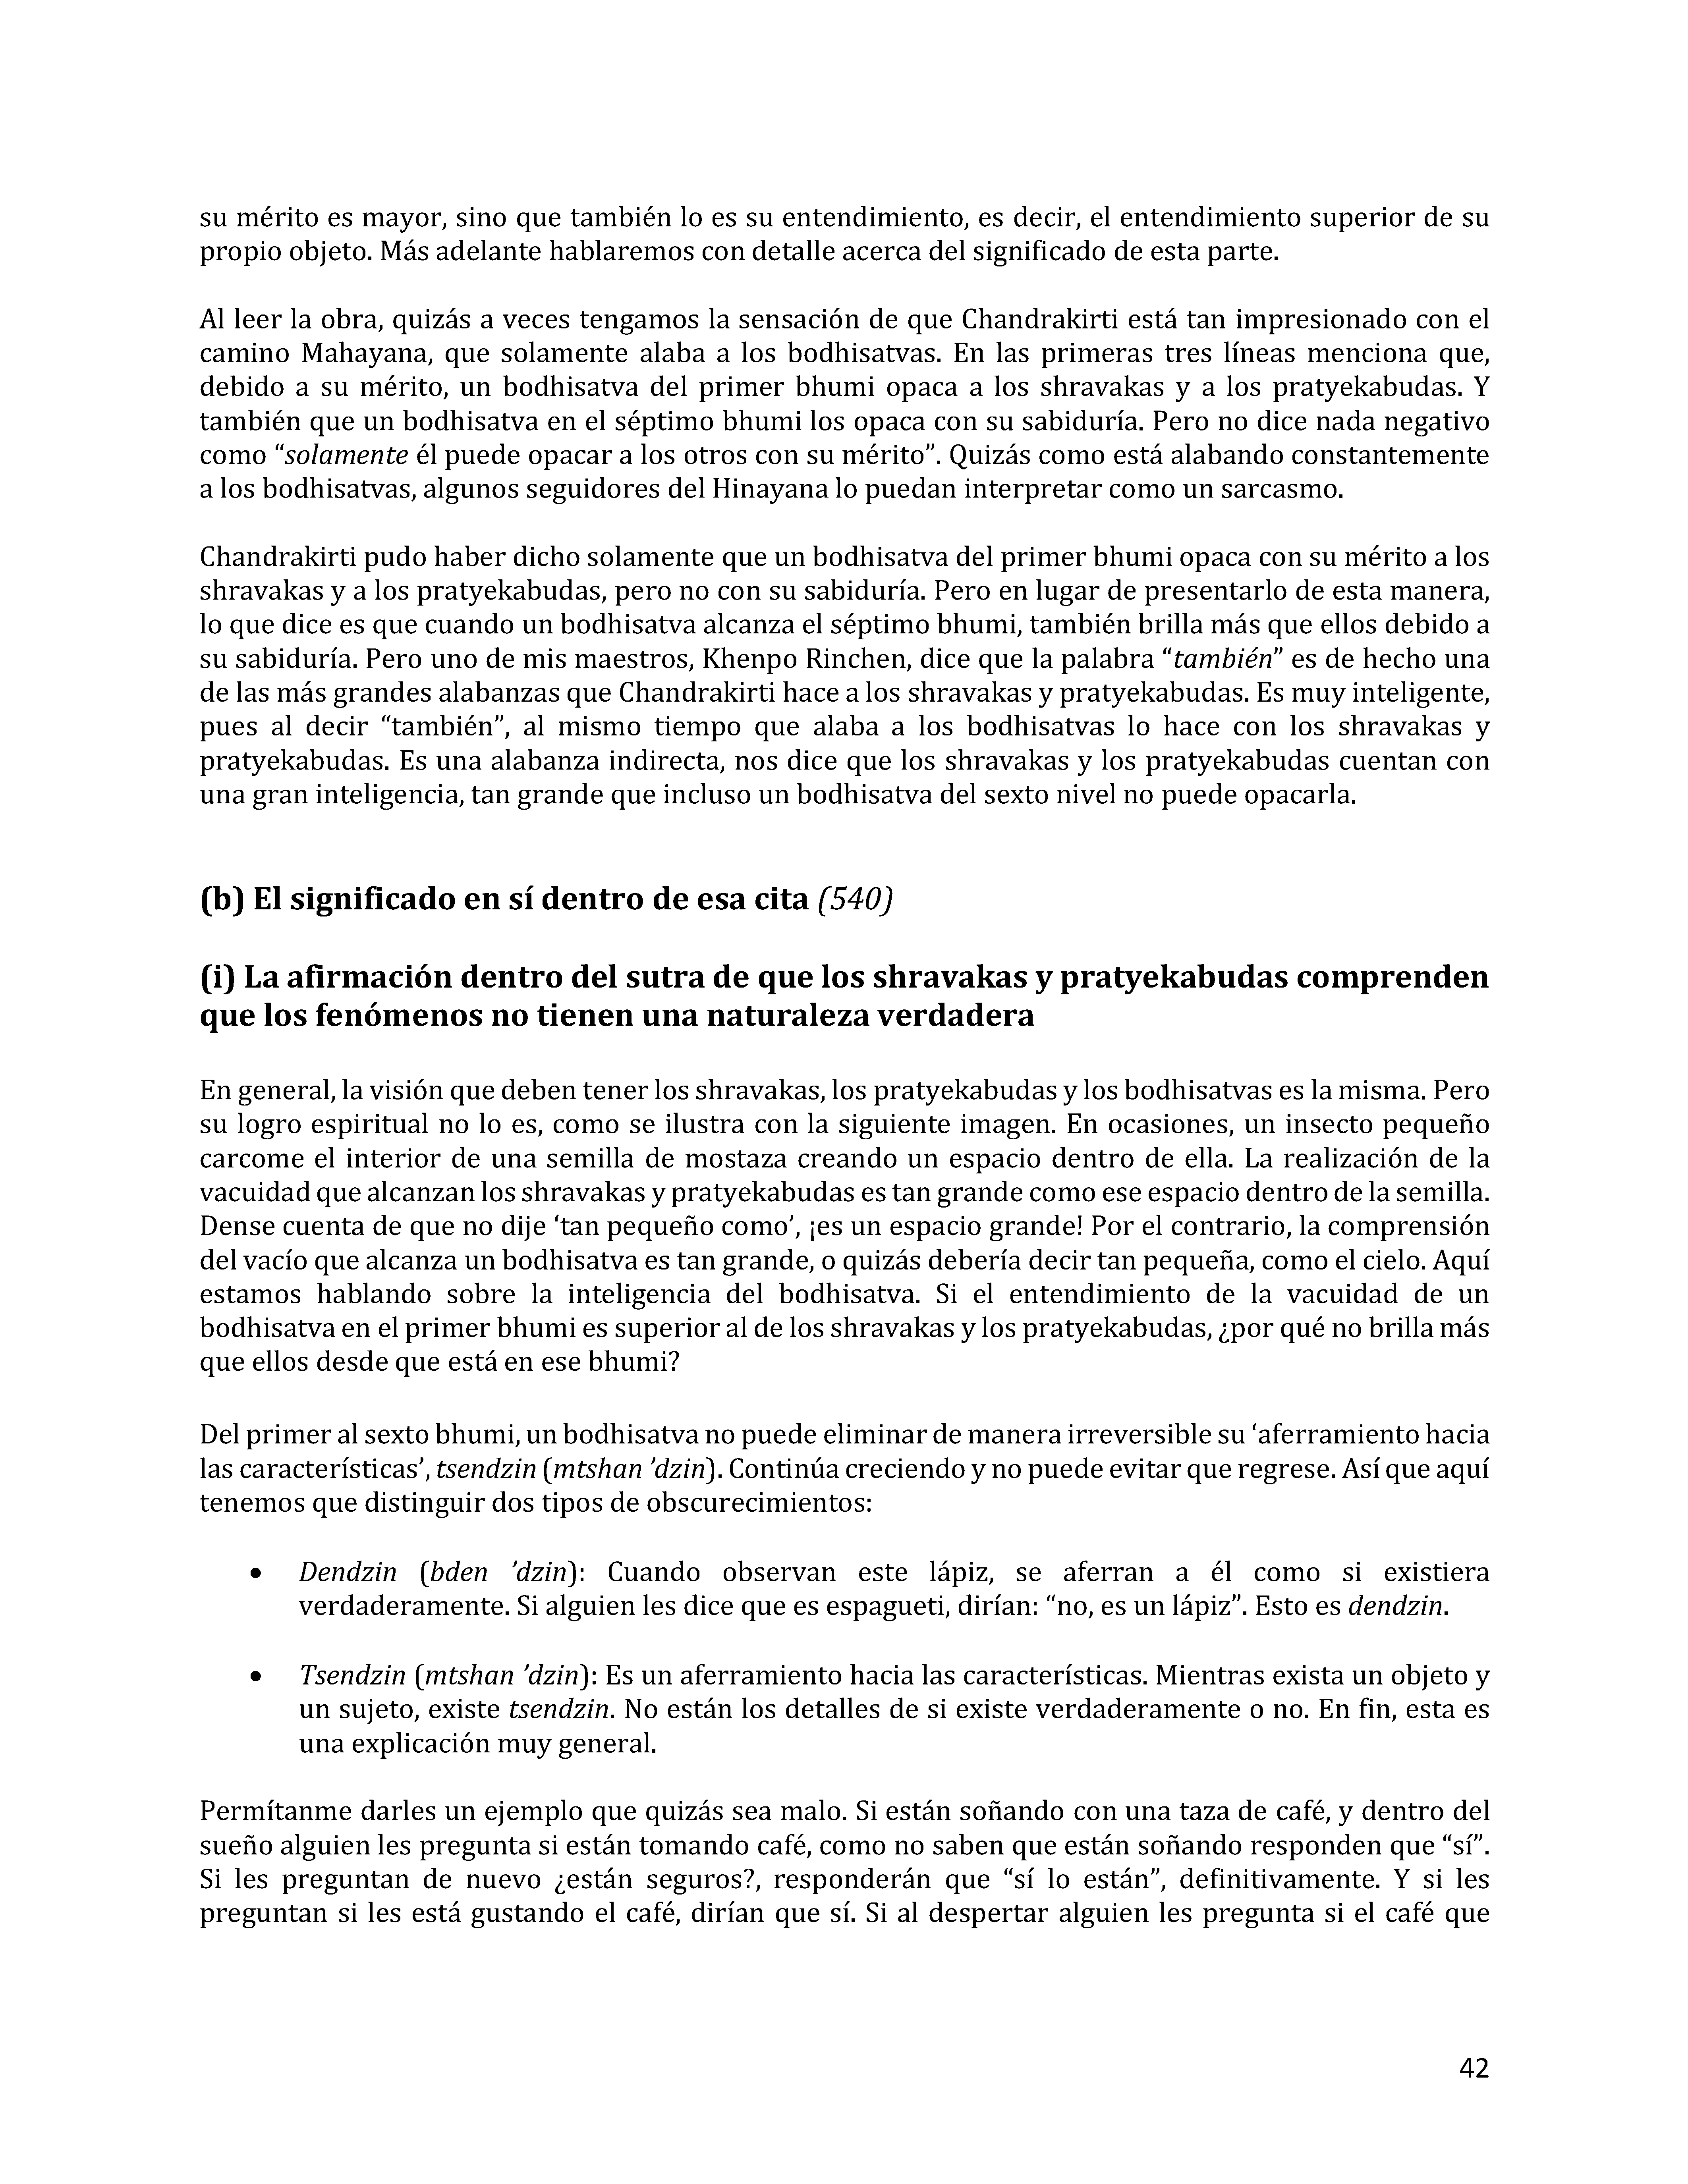 su mérito es mayor, sino que también lo es su entendimiento, es decir, el entendimiento superior de su
propio objeto. Más adelante hablaremos con detalle acerca del significado de esta parte.
Al leer la obra, quizás a veces tengamos la sensación de que Chandrakirti está tan impresionado con el
camino Mahayana, que solamente alaba a los bodhisatvas. En las primeras tres líneas menciona que,
debido a su mérito, un bodhisatva del primer bhumi opaca a los shravakas y a los pratyekabudas. Y
también que un bodhisatva en el séptimo bhumi los opaca con su sabiduría. Pero no dice nada negativo
como “solamente él puede opacar a los otros con su mérito”. Quizás como está alabando constantemente
a los bodhisatvas, algunos seguidores del Hinayana lo puedan interpretar como un sarcasmo.
Chandrakirti pudo haber dicho solamente que un bodhisatva del primer bhumi opaca con su mérito a los
shravakas y a los pratyekabudas, pero no con su sabiduría. Pero en lugar de presentarlo de esta manera,
lo que dice es que cuando un bodhisatva alcanza el séptimo bhumi, también brilla más que ellos debido a
su sabiduría. Pero uno de mis maestros, Khenpo Rinchen, dice que la palabra “también” es de hecho una
de las más grandes alabanzas que Chandrakirti hace a los shravakas y pratyekabudas. Es muy inteligente,
pues al decir “también”, al mismo tiempo que alaba a los bodhisatvas lo hace con los shravakas y
pratyekabudas. Es una alabanza indirecta, nos dice que los shravakas y los pratyekabudas cuentan con
una gran inteligencia, tan grande que incluso un bodhisatva del sexto nivel no puede opacarla.
(b) El significado en sí dentro de esa cita (540)
(i) La afirmación dentro del sutra de que los shravakas y pratyekabudas comprenden
que los fenómenos no tienen una naturaleza verdadera
En general, la visión que deben tener los shravakas, los pratyekabudas y los bodhisatvas es la misma. Pero
su logro espiritual no lo es, como se ilustra con la siguiente imagen. En ocasiones, un insecto pequeño
carcome el interior de una semilla de mostaza creando un espacio dentro de ella. La realización de la
vacuidad que alcanzan los shravakas y pratyekabudas es tan grande como ese espacio dentro de la semilla.
Dense cuenta de que no dije ‘tan pequeño como’, ¡es un espacio grande! Por el contrario, la comprensión
del vacío que alcanza un bodhisatva es tan grande, o quizás debería decir tan pequeña, como el cielo. Aquí
estamos hablando sobre la inteligencia del bodhisatva. Si el entendimiento de la vacuidad de un
bodhisatva en el primer bhumi es superior al de los shravakas y los pratyekabudas, ¿por qué no brilla más
que ellos desde que está en ese bhumi?
Del primer al sexto bhumi, un bodhisatva no puede eliminar de manera irreversible su ‘aferramiento hacia
las características’, tsendzin (mtshan ’dzin). Continúa creciendo y no puede evitar que regrese. Así que aquí
tenemos que distinguir dos tipos de obscurecimientos:
• Dendzin (bden ’dzin): Cuando observan este lápiz, se aferran a él como si existiera
verdaderamente. Si alguien les dice que es espagueti, dirían: “no, es un lápiz”. Esto es dendzin.
• Tsendzin (mtshan ’dzin): Es un aferramiento hacia las características. Mientras exista un objeto y
un sujeto, existe tsendzin. No están los detalles de si existe verdaderamente o no. En fin, esta es
una explicación muy general.
Permítanme darles un ejemplo que quizás sea malo. Si están soñando con una taza de café, y dentro del
sueño alguien les pregunta si están tomando café, como no saben que están soñando responden que “sí”.
Si les preguntan de nuevo ¿están seguros?, responderán que “sí lo están”, definitivamente. Y si les
preguntan si les está gustando el café, dirían que sí. Si al despertar alguien les pregunta si el café que
42